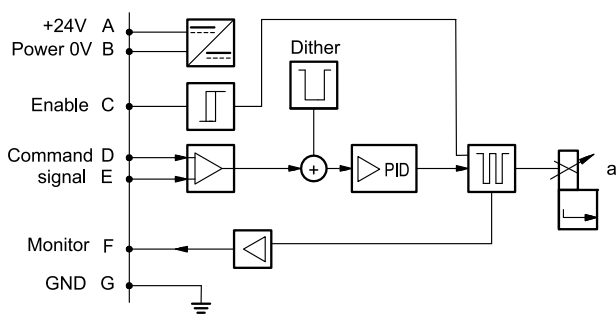 +24V A
Power 0V B
Dither
Enable C
Command D
signal E
PID
a
Monitor F
GND G